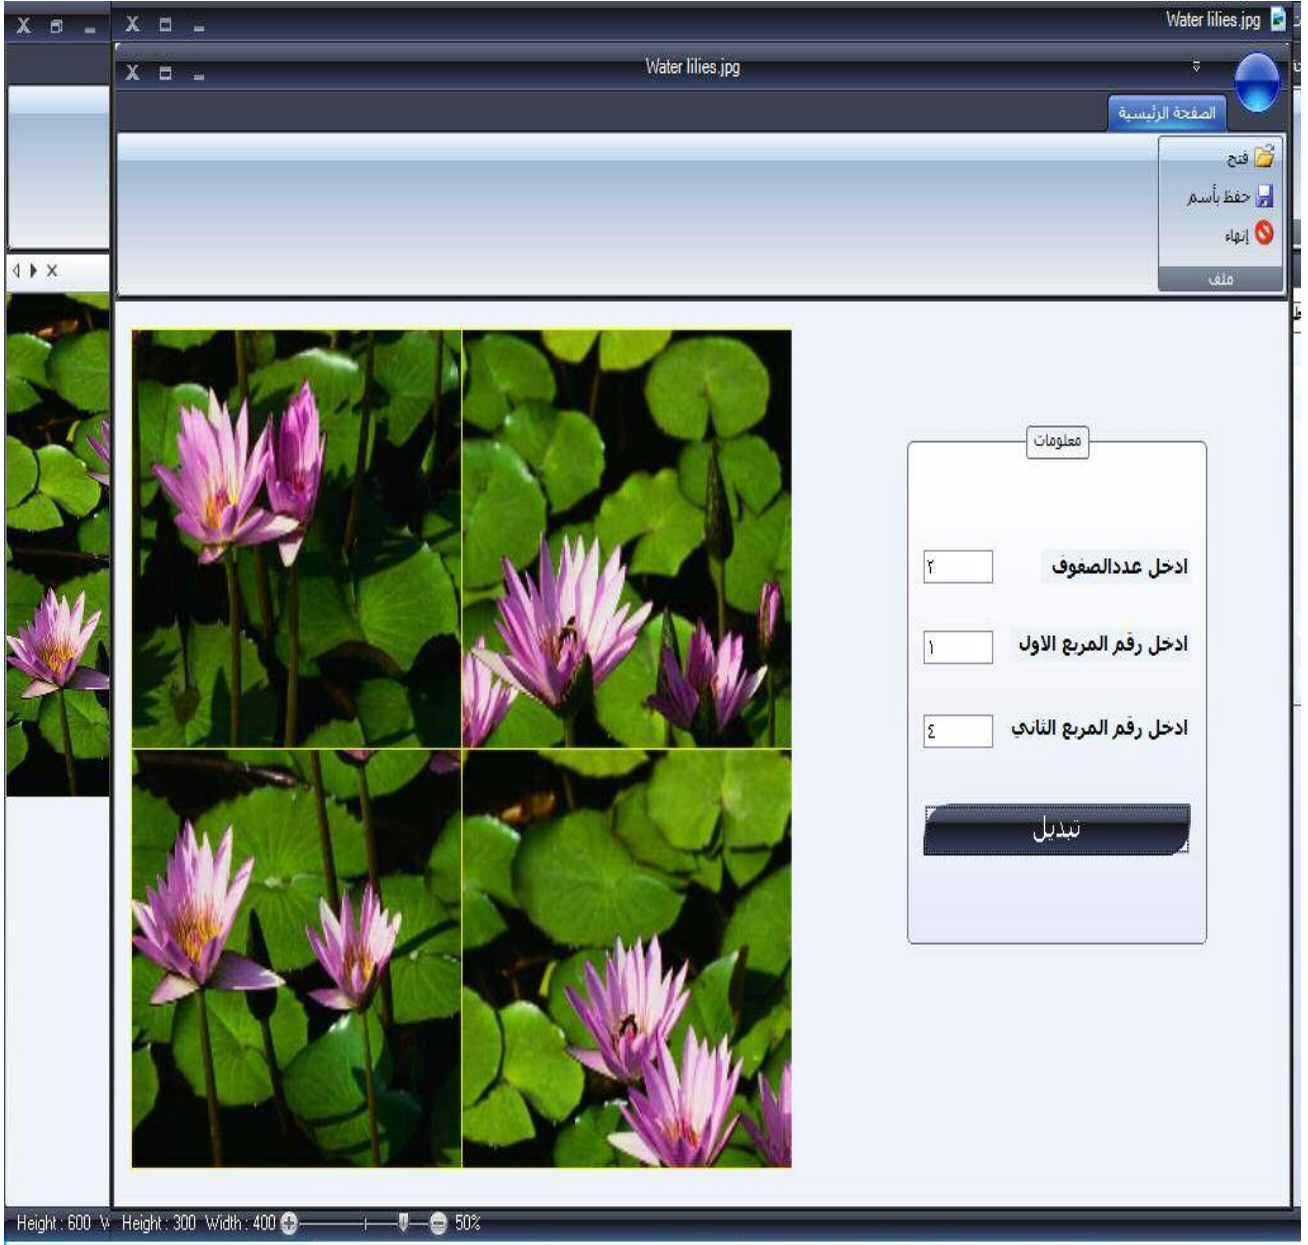 Water lilies.jpg
Water lilies.jpg
الصفحة الرئيسية
فتح
حفظ بأسم
إنهاء
ملف
معلومات
ادخل عددالصفوف
٢
ادخل رقم المربع الاول
١
ادخل رقم المربع الثاني
٤
تبديل
Height : 600
Height : 300 Width : 400
50%